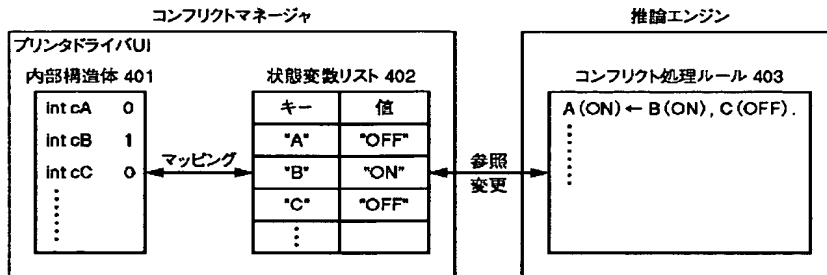 コンフリクトマネージャ
推論エンジン
プリンタドライバUI
内部構造体 401
int cA 0
int cB 1
int cC 0
マッピング
状態変数リスト 402
キー 値
"A" "OFF"
"B" "ON"
"C" "OFF"
参照
変更
コンフリクト処理ルール 403
A(ON)←B(ON), C(OFF).